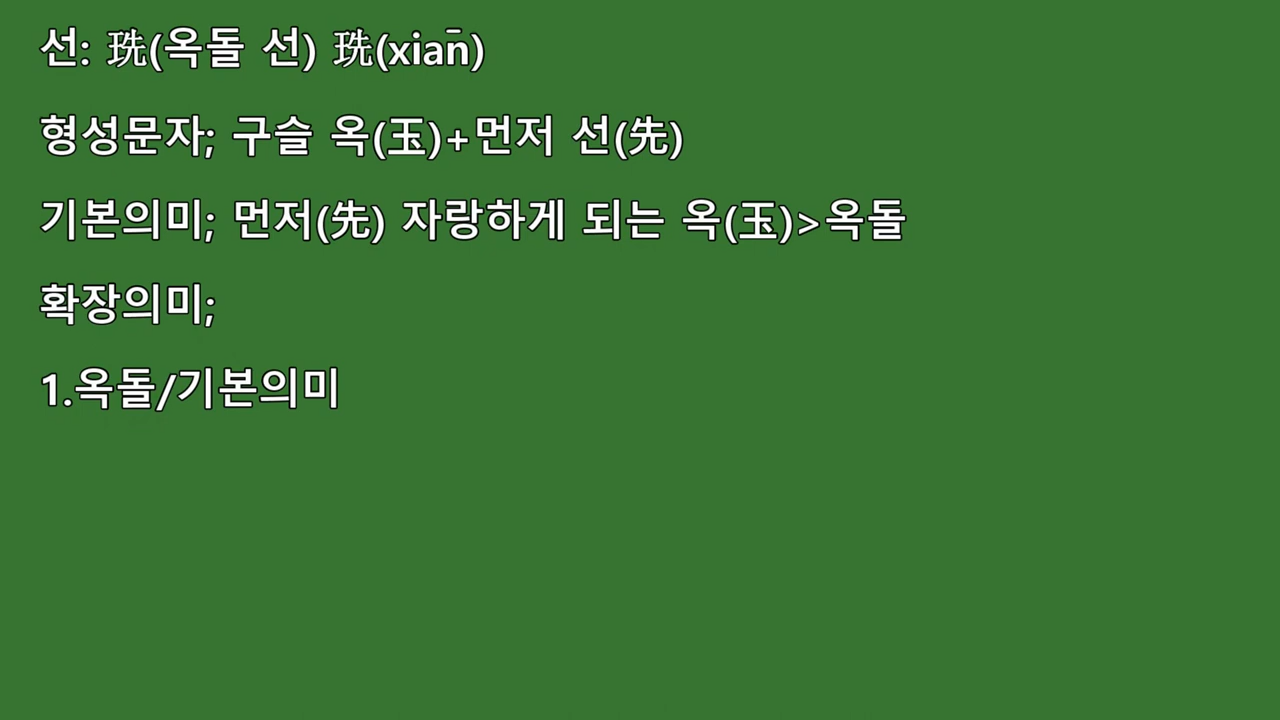 선: 珗(옥돌 선) 珗(xian̄)
형성문자; 구슬 옥(玉)+먼저 선(先)
기본의미; 먼저(先) 자랑하게 되는 옥(玉)>옥돌
확장의미;
1.옥돌/기본의미